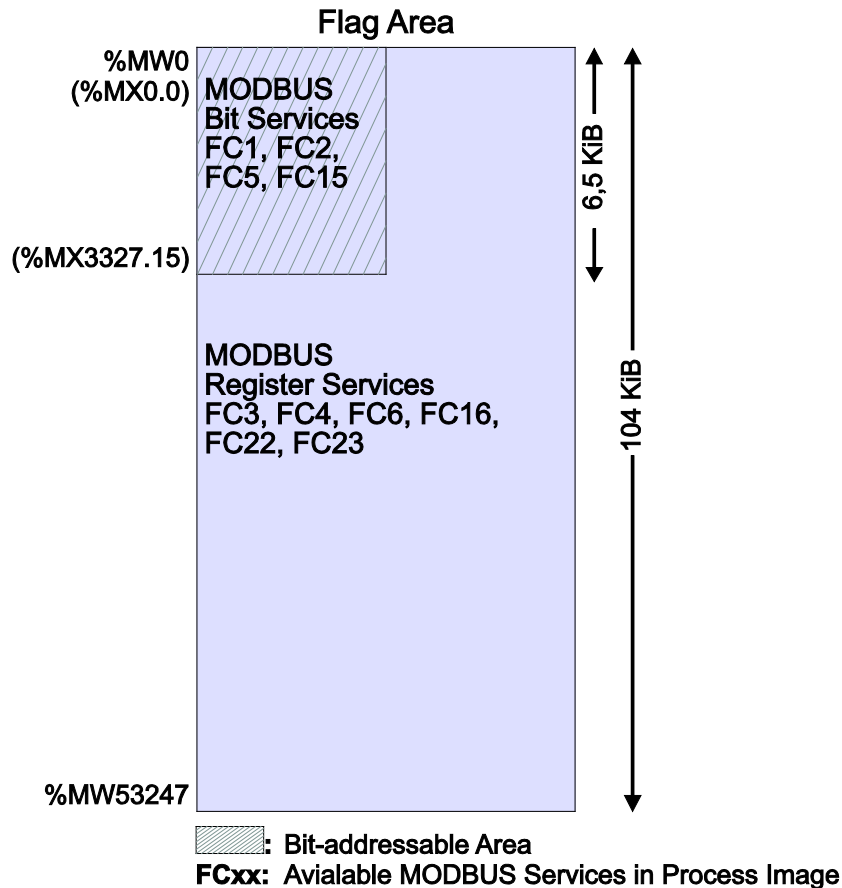 Flag Area
%MW0
(%MX0.0)
MODBUS
Bit Services
FC1, FC2,
FC5, FC15
6,5 KiB
(%MX3327.15)
MODBUS
Register Services
FC3, FC4, FC6, FC16,
FC22, FC23
104 KiB
%MW53247
: Bit-addressable Area
FCxx: Avialable MODBUS Services in Process Image